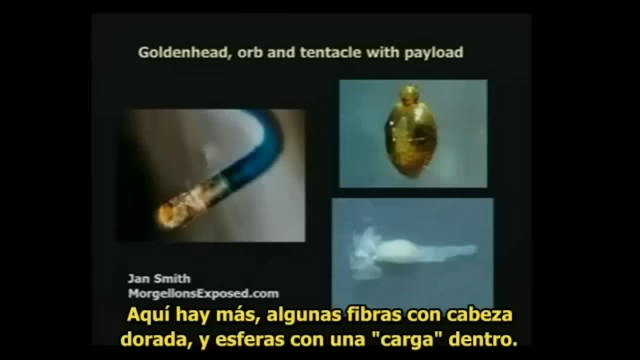 Goldenhead, orb and tentacle with payload
Jan Smith
MorgellonsExposed.com
Aquí hay más, algunas fibras con cabeza
dorada, y esferas con una "carga" dentro.